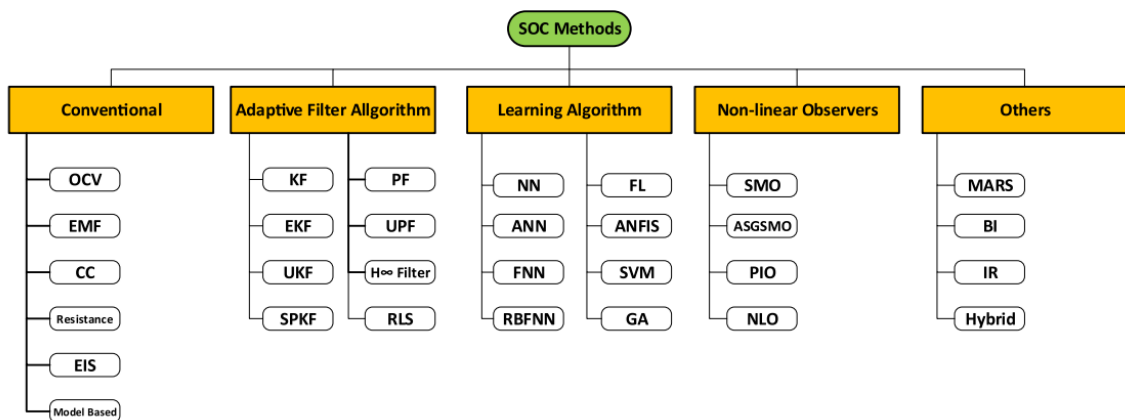 SOC Methods
Conventional
Adaptive Filter Allgorithm
Learning Algorithm
Non-linear Observers
Others
OCV
EMF
CC
Resistance
EIS
Model Based
KF
EKF
UKF
SPKF
PF
UPF
H∞ Filter
RLS
NN
ANN
FNN
RBFNN
FL
ANFIS
SVM
GA
SMO
ASGSMO
PIO
NLO
MARS
BI
IR
Hybrid